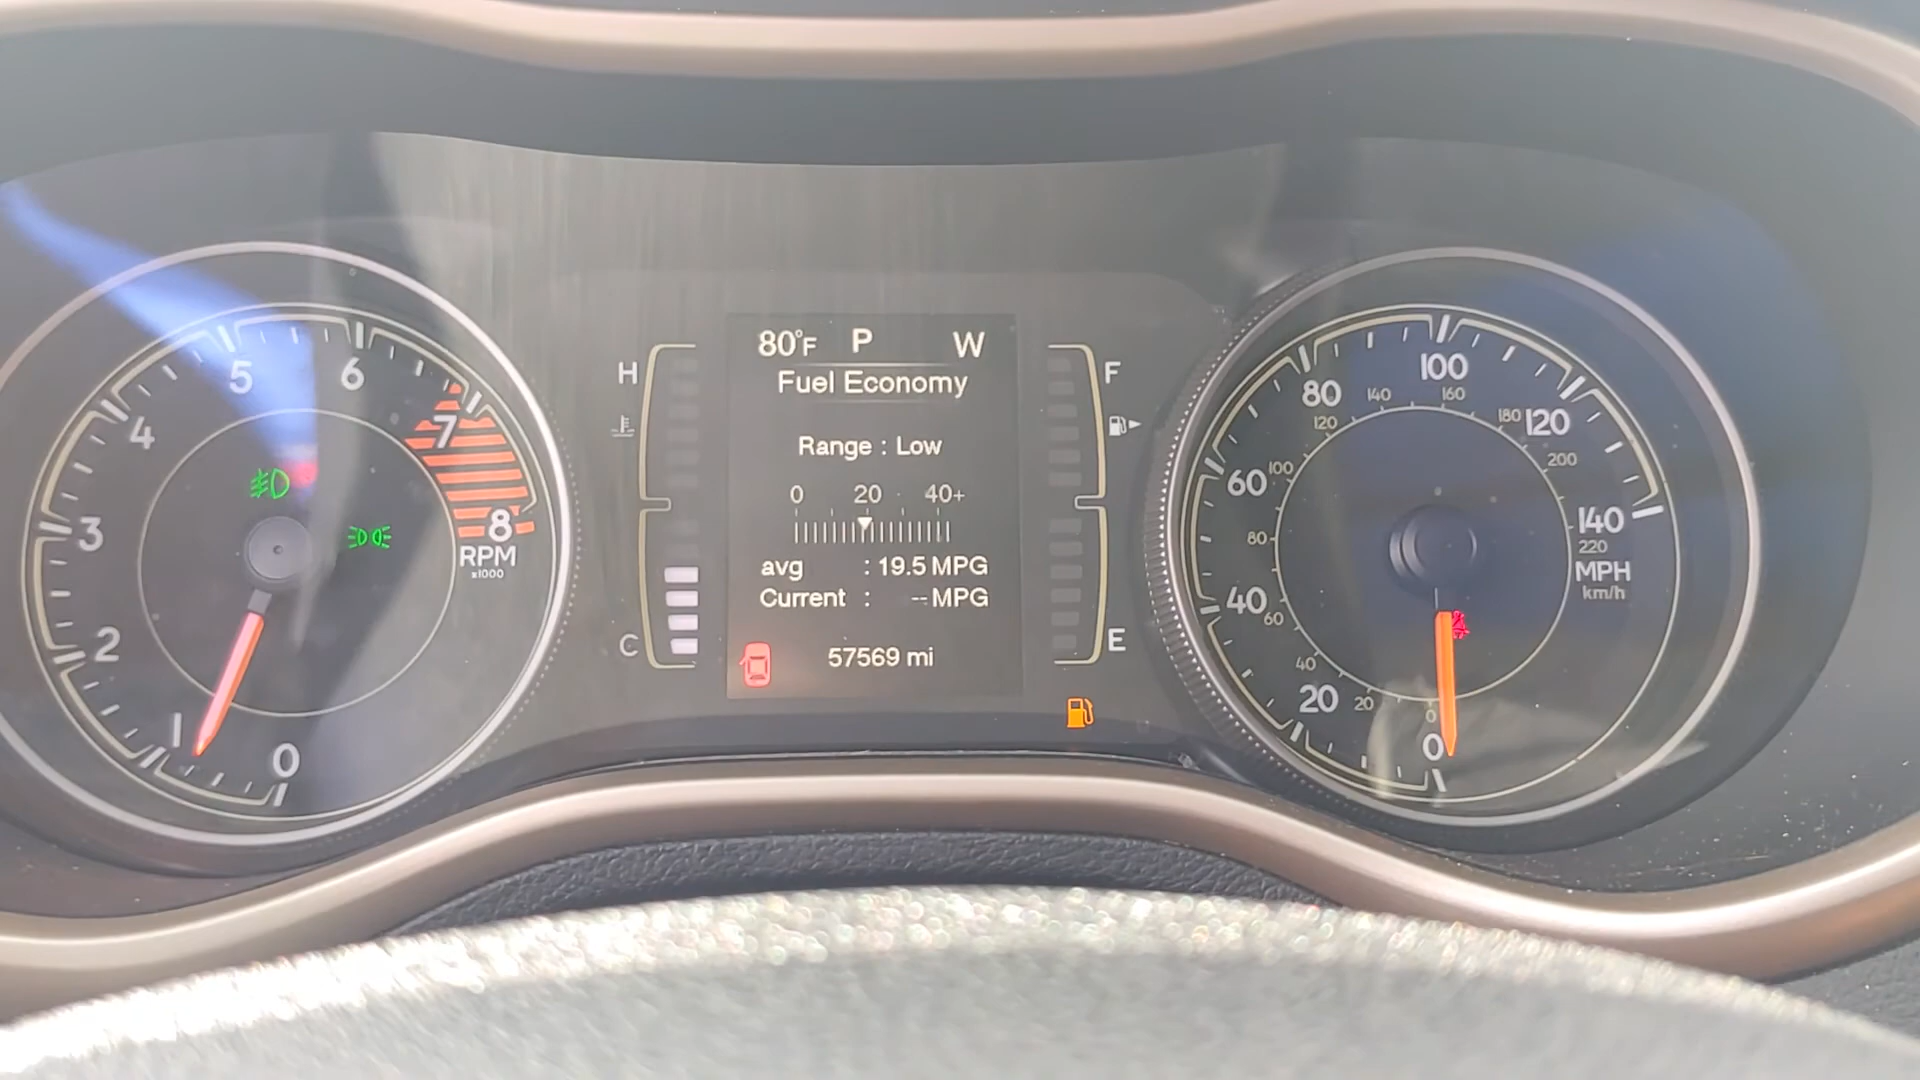 0
1
2
3
4
5
6
7
8
RPM
x1000
H
C
80°F P W
Fuel Economy
Range : Low
0 20 40+
avg : 19.5 MPG
Current : -- MPG
57569 mi
F
E
0
20
40
60
80
100
120
140
MPH
km/h
0
20
40
60
80
100
120
140
160
180
200
220